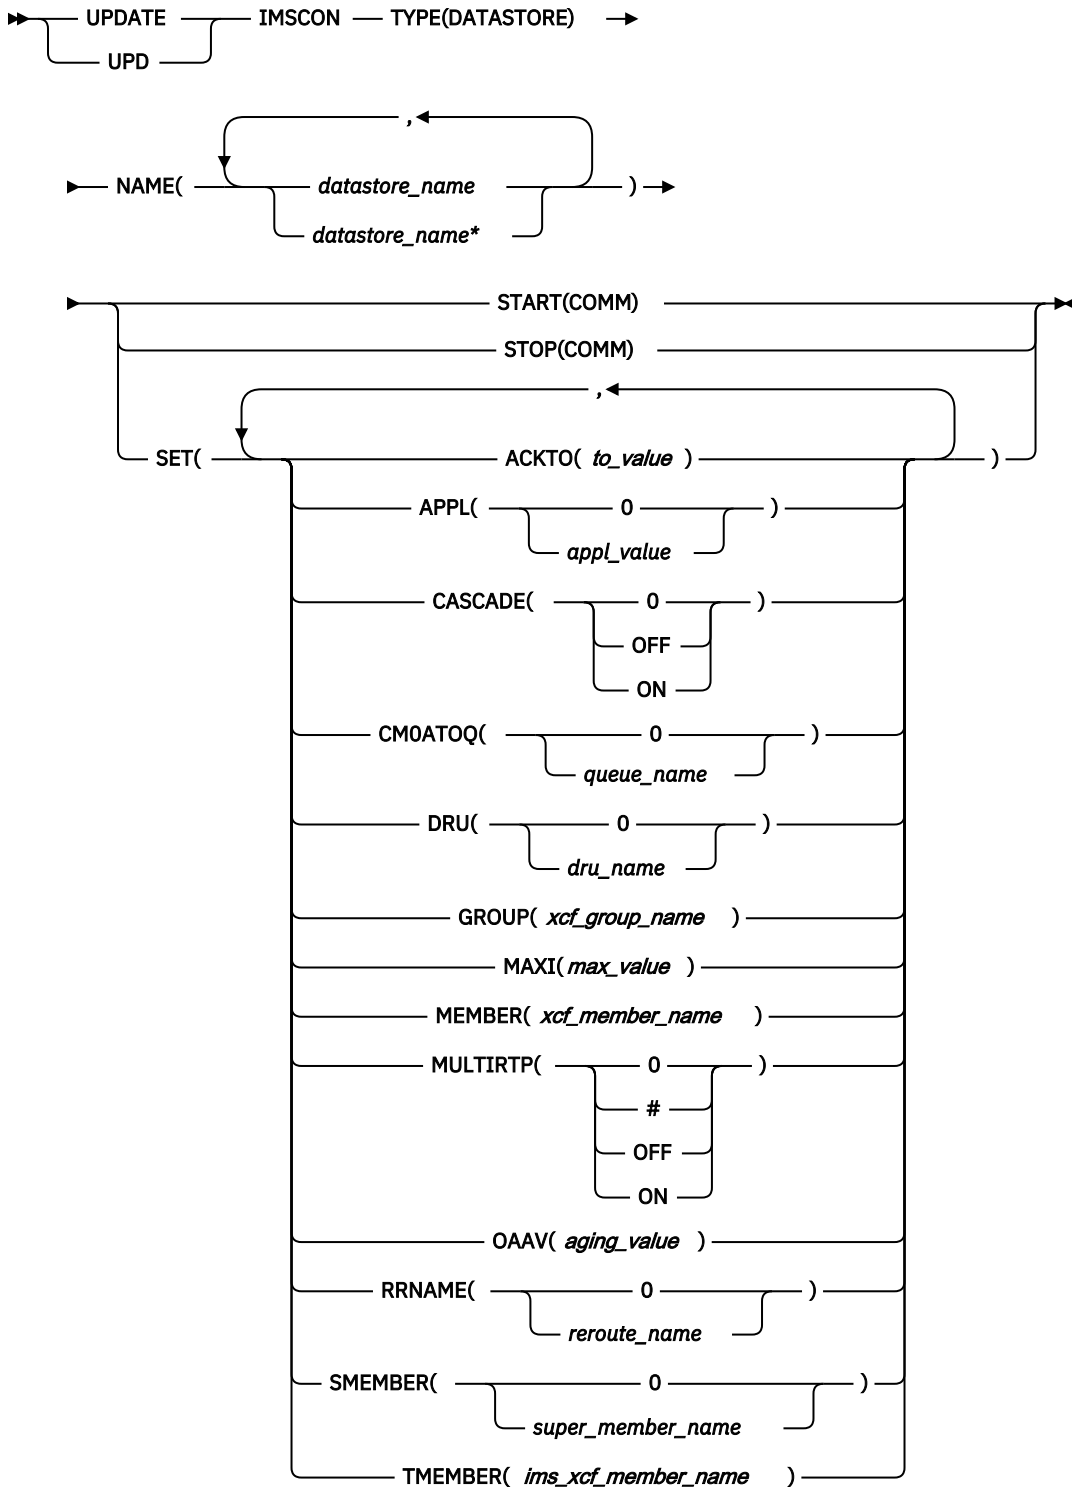 UPDATE IMSCON TYPE(DATASTORE)
UPD
,
NAME( datastore_name )
datastore_name*
START(COMM)
STOP(COMM)
,
SET( ACKTO( to_value ) )
APPL( 0 )
appl_value
CASCADE( 0 )
OFF
ON
CM0ATOQ( 0 )
queue_name
DRU( 0 )
dru_name
GROUP( xcf_group_name )
MAXI( max_value )
MEMBER( xcf_member_name )
MULTIRTP( 0 )
#
OFF
ON
OAAV( aging_value )
RRNAME( 0 )
reroute_name
SMEMBER( 0 )
super_member_name
TMEMBER( ims_xcf_member_name )